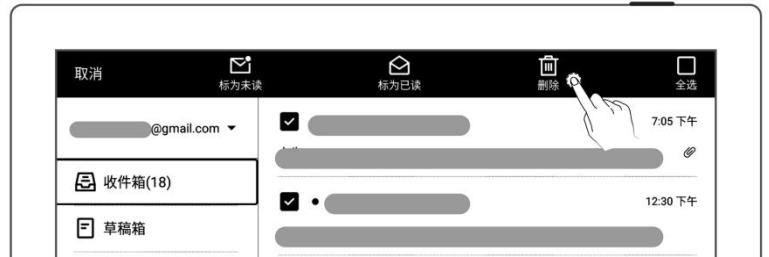 取消
标为未读
标为已读
删除
全选
@gmail.com
7:05 下午
收件箱(18)
12:30 下午
草稿箱